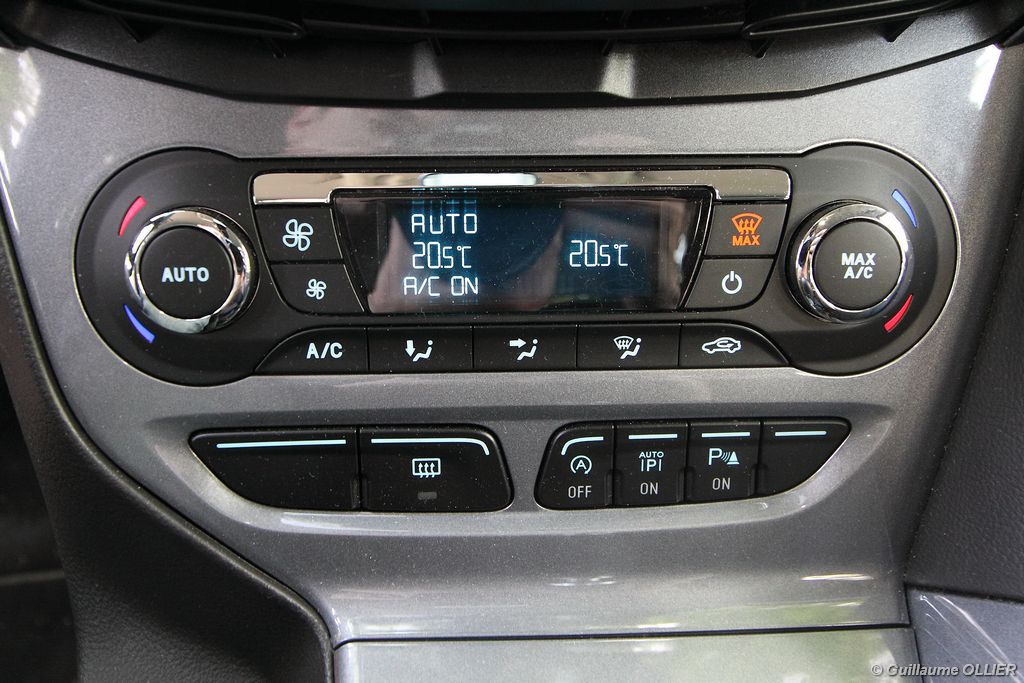 AUTO
AUTO
20.5°C
20.5°C
A/C ON
MAX
MAX
A/C
A/C
OFF
AUTO
|P|
ON
P
ON
© Guillaume OLLIER